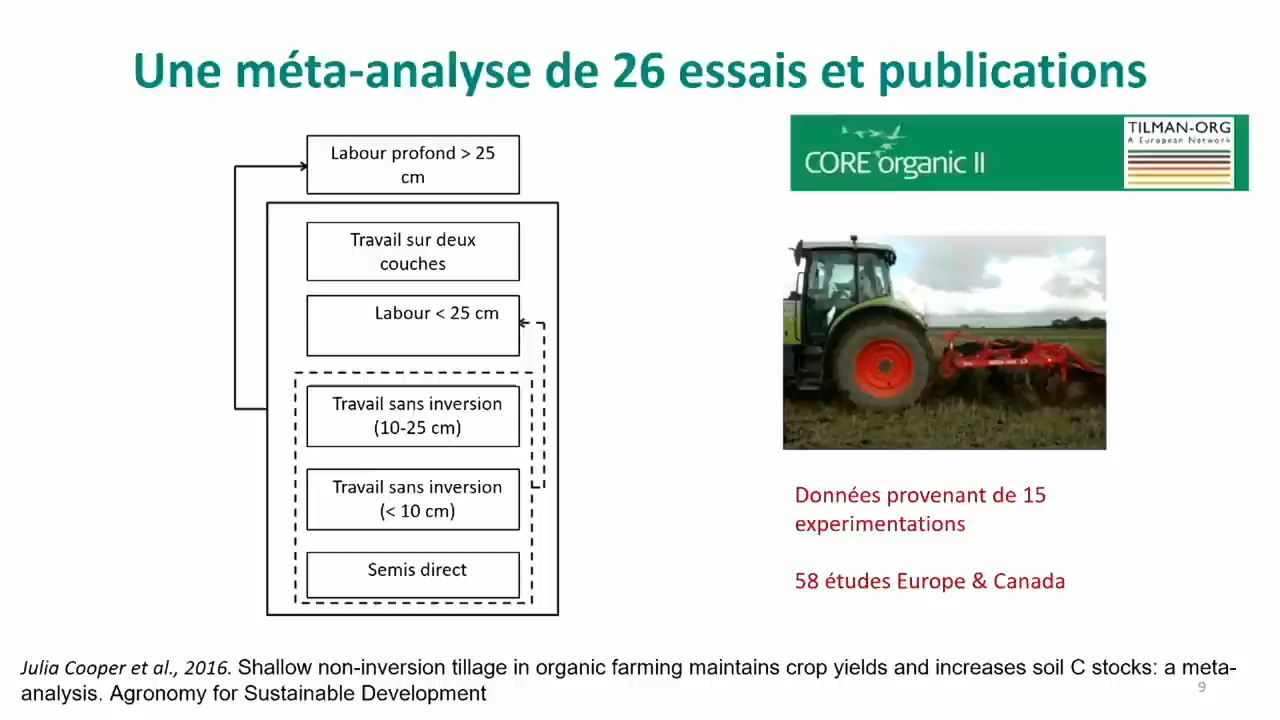 Une méta-analyse de 26 essais et publications
Labour profond > 25
cm
Travail sur deux
couches
Labour < 25 cm
Travail sans inversion
(10-25 cm)
Travail sans inversion
(< 10 cm)
Semis direct
CORE organic II
TILMAN-ORG
A European Network
Données provenant de 15
experimentations
58 études Europe & Canada
Julia Cooper et al., 2016. Shallow non-inversion tillage in organic farming maintains crop yields and increases soil C stocks: a meta-
analysis. Agronomy for Sustainable Development
9